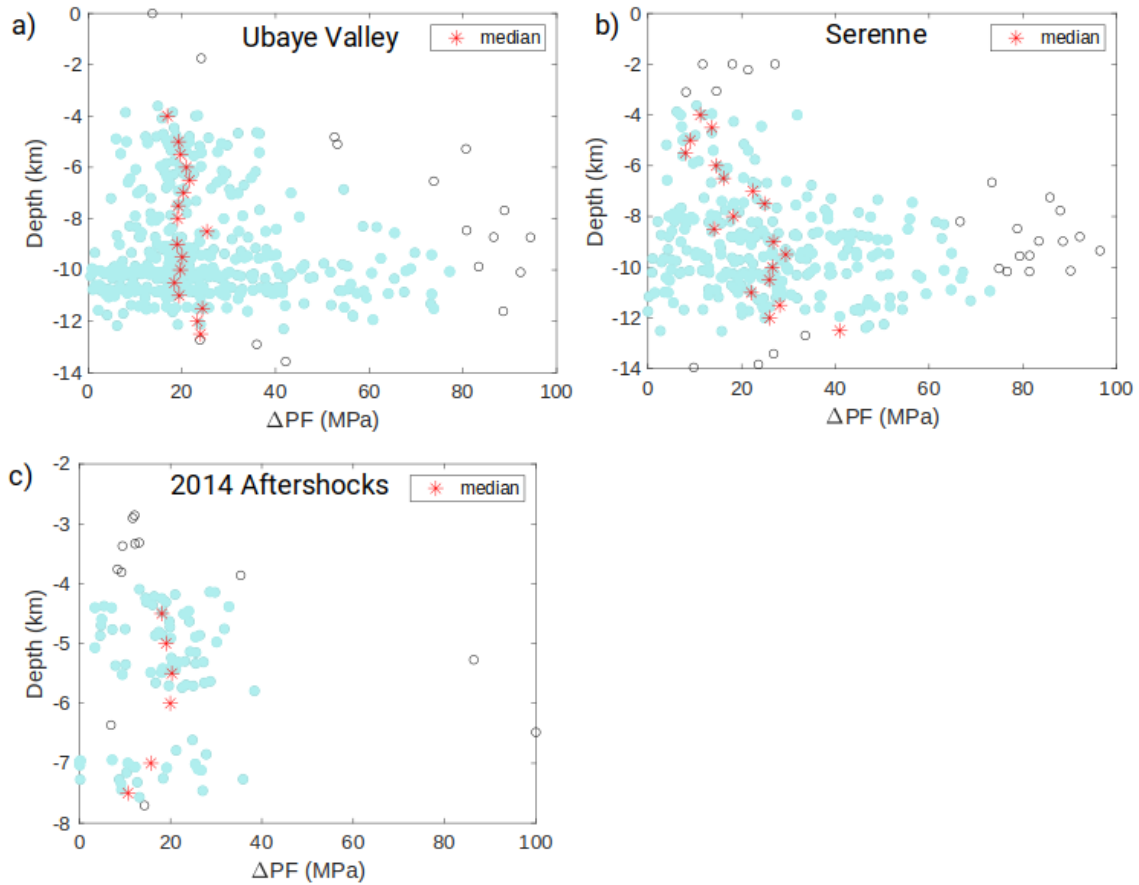 a)
Ubaye Valley
median
0
-2
-4
-6
-8
-10
-12
-14
Depth (km)
0 20 40 60 80 100
ΔPF (MPa)
b)
Serenne
median
0
-2
-4
-6
-8
-10
-12
-14
Depth (km)
0 20 40 60 80 100
ΔPF (MPa)
c)
2014 Aftershocks
median
-2
-3
-4
-5
-6
-7
-8
Depth (km)
0 20 40 60 80 100
ΔPF (MPa)